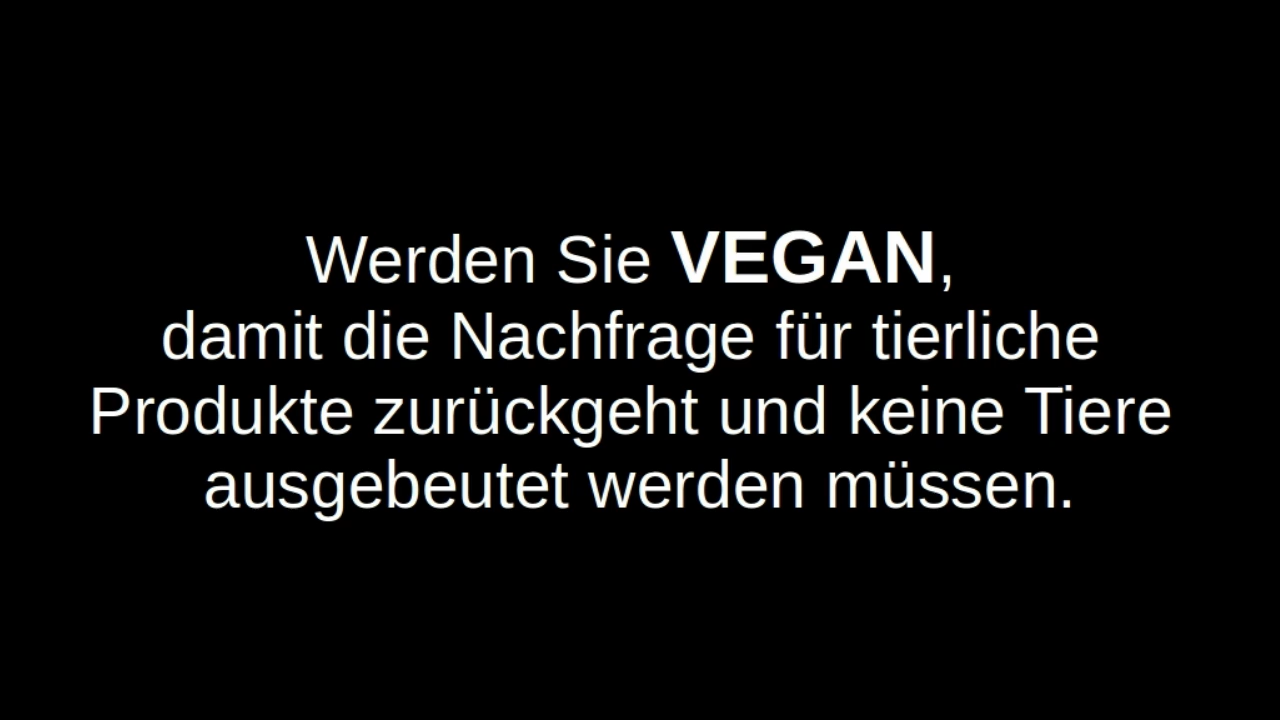 Werden Sie VEGAN,
damit die Nachfrage für tierliche
Produkte zurückgeht und keine Tiere
ausgebeutet werden müssen.